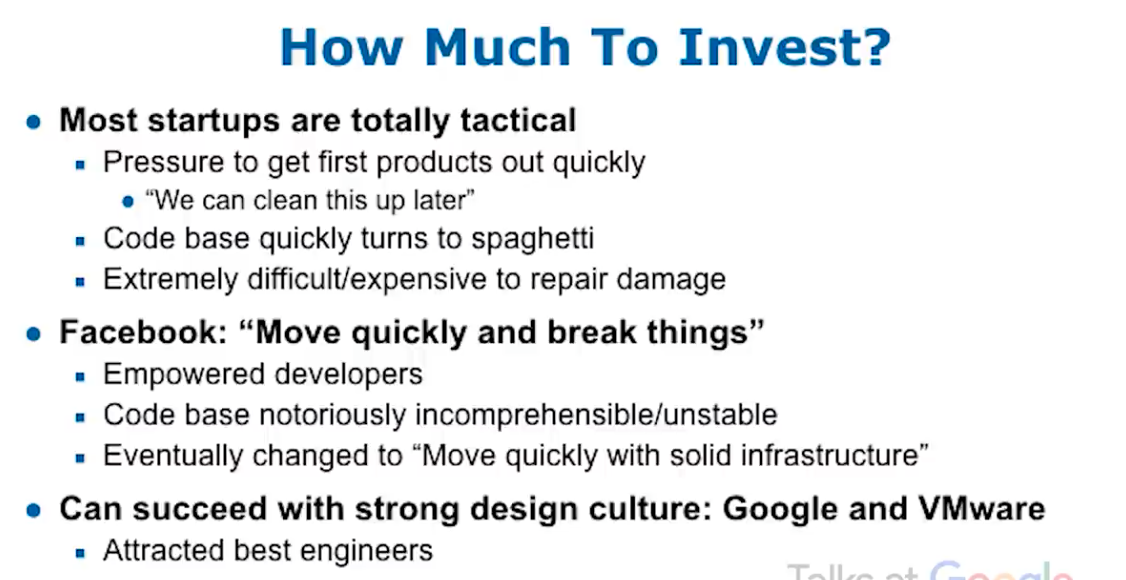 How Much To Invest?
● Most startups are totally tactical
▪ Pressure to get first products out quickly
● “We can clean this up later”
▪ Code base quickly turns to spaghetti
▪ Extremely difficult/expensive to repair damage
● Facebook: “Move quickly and break things”
▪ Empowered developers
▪ Code base notoriously incomprehensible/unstable
▪ Eventually changed to “Move quickly with solid infrastructure”
● Can succeed with strong design culture: Google and VMware
▪ Attracted best engineers
Talks at Google